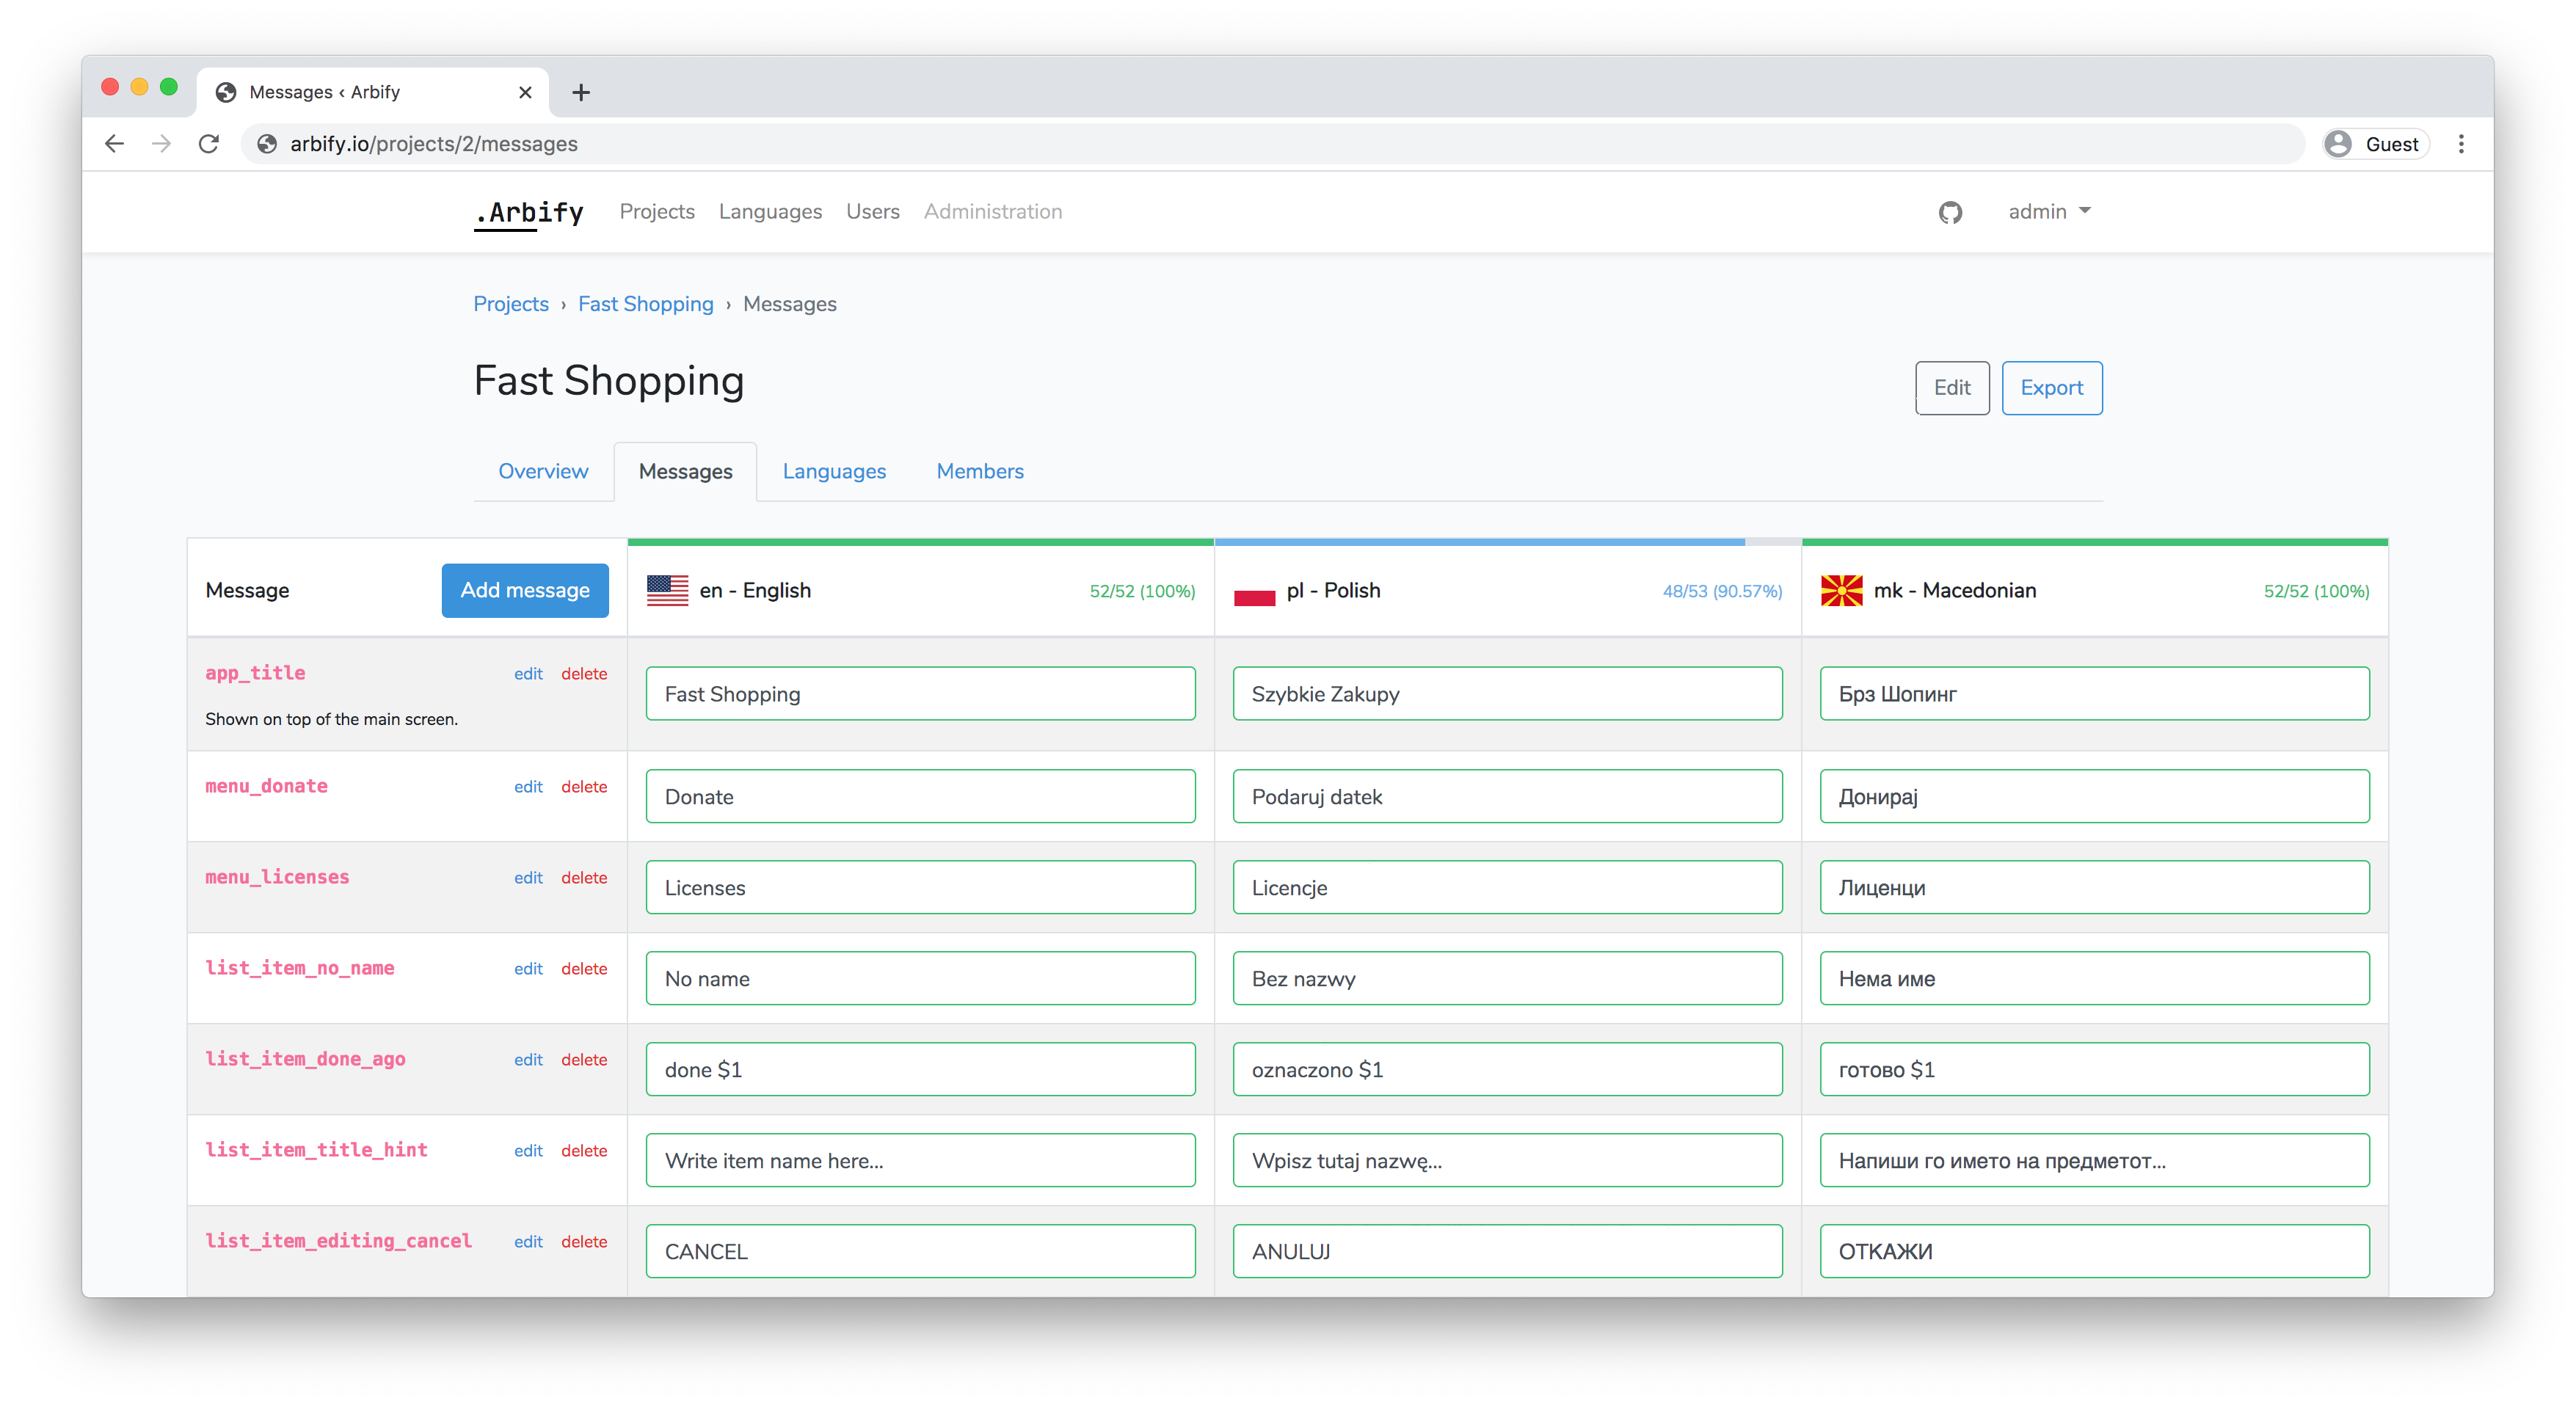 Messages ‹ Arbify
arbify.io/projects/2/messages
Guest
.Arbify Projects Languages Users Administration admin
Projects › Fast Shopping › Messages
Fast Shopping
Edit Export
Overview Messages Languages Members
Message Add message en - English 52/52 (100%) pl - Polish 48/53 (90.57%) mk - Macedonian 52/52 (100%)
app_title edit delete
Shown on top of the main screen.
Fast Shopping Szybkie Zakupy Брз Шопинг
menu_donate edit delete Donate Podaruj datek Донирај
menu_licenses edit delete Licenses Licencje Лиценци
list_item_no_name edit delete No name Bez nazwy Нема име
list_item_done_ago edit delete done $1 oznaczono $1 готово $1
list_item_title_hint edit delete Write item name here... Wpisz tutaj nazwę... Напиши го името на предметот...
list_item_editing_cancel edit delete CANCEL ANULUJ ОТКАЖИ